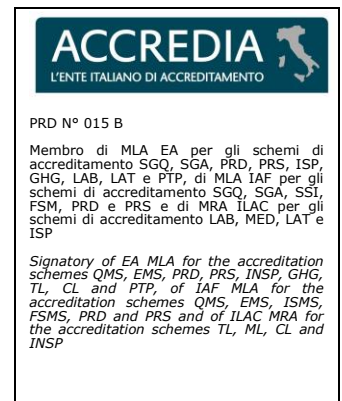 ACCREDIA
L'ENTE ITALIANO DI ACCREDITAMENTO
PRD N° 015 B
Membro di MLA EA per gli schemi di
accreditamento SGQ, SGA, PRD, PRS, ISP,
GHG, LAB, LAT e PTP, di MLA IAF per gli
schemi di accreditamento SGQ, SGA, SSI,
FSM, PRD e PRS e di MRA ILAC per gli
schemi di accreditamento LAB, MED, LAT e
ISP
Signatory of EA MLA for the accreditation
schemes QMS, EMS, PRD, PRS, INSP, GHG,
TL, CL and PTP, of IAF MLA for the
accreditation schemes QMS, EMS, ISMS,
FSMS, PRD and PRS and of ILAC MRA for
the accreditation schemes TL, ML, CL and
INSP